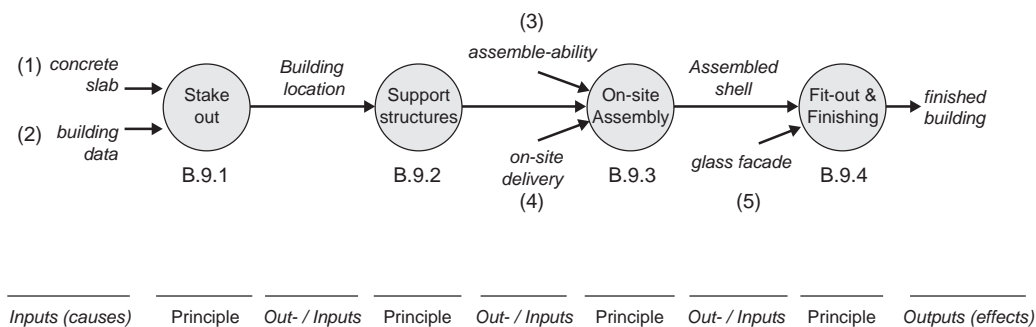 (3)
assemble-ability
(1) concrete
slab
Stake
out
Building
location
Support
structures
On-site
Assembly
Assembled
shell
Fit-out &
Finishing
finished
building
(2) building
data
on-site
delivery
glass facade
B.9.1
B.9.2
B.9.3
B.9.4
(4)
(5)
Inputs (causes) Principle Out- / Inputs Principle Out- / Inputs Principle Out- / Inputs Principle Outputs (effects)